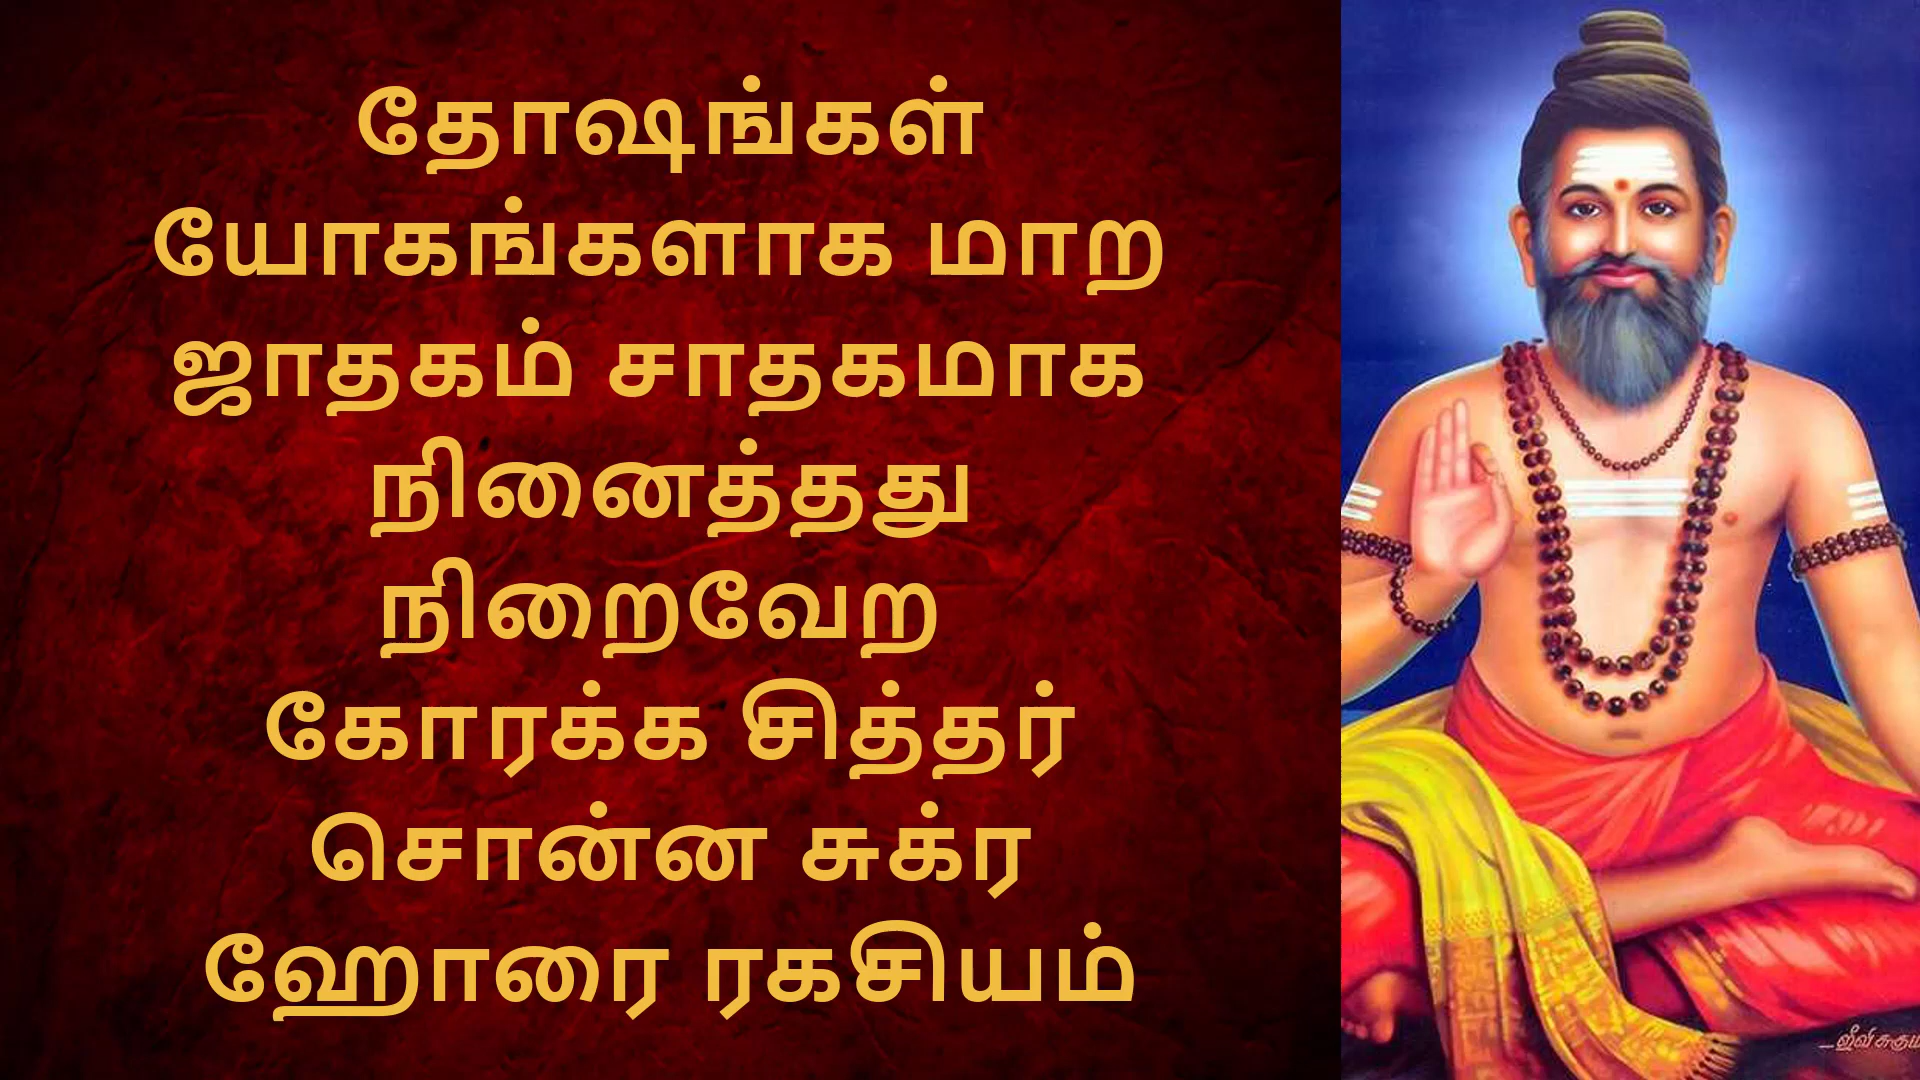 தோஷங்கள்
யோகங்களாக மாற
ஜாதகம் சாதகமாக
நினைத்தது
நிறைவேற
கோரக்க சித்தர்
சொன்ன சுக்ர
ஹோரை ரகசியம்